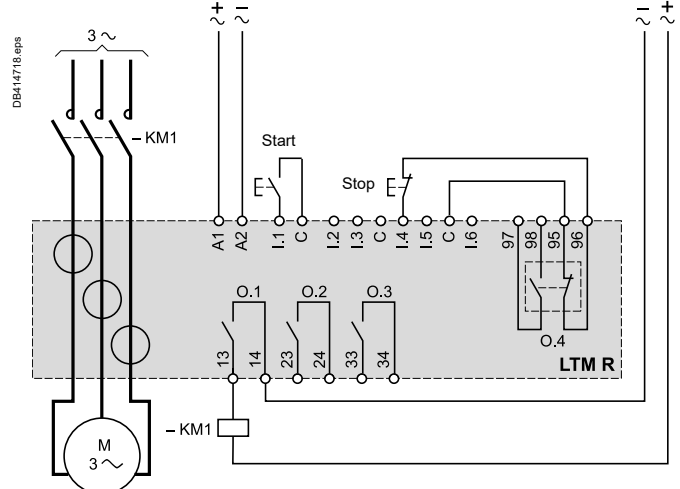 DB414718.eps
3 ∼
+ ∼
− ∼
− ∼
+ ∼
– KM1
Start
Stop
A1 A2 I.1 C I.2 I.3 C I.4 I.5 C I.6 97 98 95 96
O.1 O.2 O.3
O.4
13 14 23 24 33 34
LTM R
– KM1
M
3 ∼